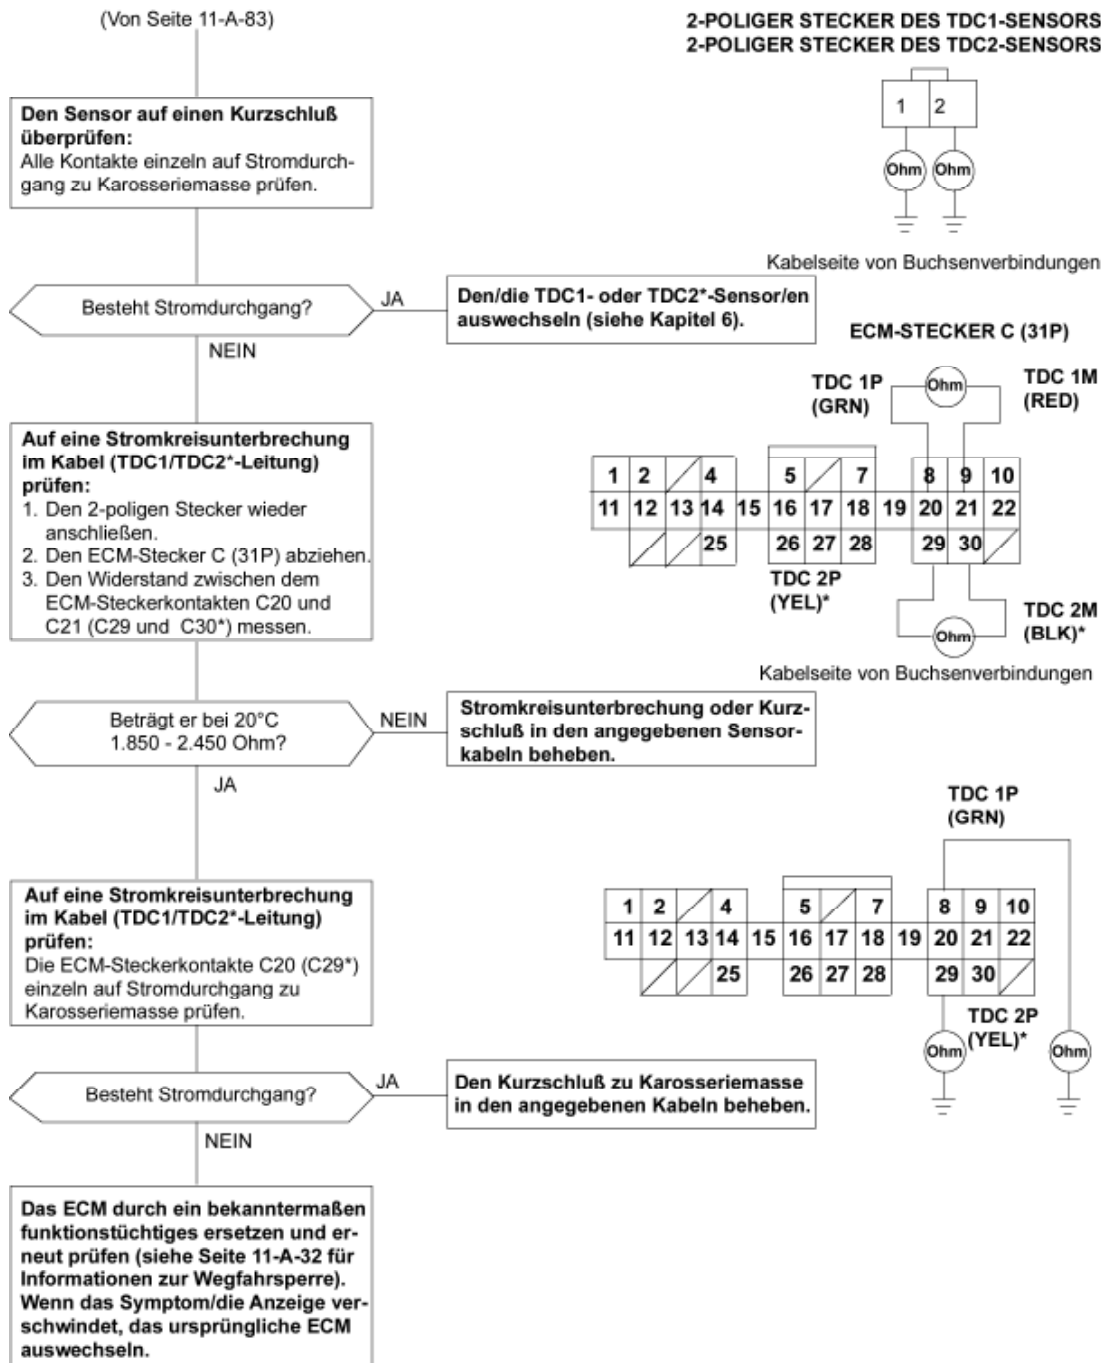 (Von Seite 11-A-83)
2-POLIGER STECKER DES TDC1-SENSORS
2-POLIGER STECKER DES TDC2-SENSORS
1 2
Ohm Ohm
Kabelseite von Buchsenverbindungen
Den Sensor auf einen Kurzschluß
überprüfen:
Alle Kontakte einzeln auf Stromdurch-
gang zu Karosseriemasse prüfen.
Besteht Stromdurchgang?
JA
Den/die TDC1- oder TDC2*-Sensor/en
auswechseln (siehe Kapitel 6).
NEIN
ECM-STECKER C (31P)
TDC 1P
(GRN)
Ohm
TDC 1M
(RED)
1 2 4 5 7 8 9 10
11 12 13 14 15 16 17 18 19 20 21 22
25 26 27 28 29 30
TDC 2P
(YEL)*
Ohm
TDC 2M
(BLK)*
Kabelseite von Buchsenverbindungen
Auf eine Stromkreisunterbrechung
im Kabel (TDC1/TDC2*-Leitung)
prüfen:
1. Den 2-poligen Stecker wieder
anschließen.
2. Den ECM-Stecker C (31P) abziehen.
3. Den Widerstand zwischen dem
ECM-Steckerkontakten C20 und
C21 (C29 und C30*) messen.
Beträgt er bei 20°C
1.850 - 2.450 Ohm?
NEIN
Stromkreisunterbrechung oder Kurz-
schluß in den angegebenen Sensor-
kabeln beheben.
JA
TDC 1P
(GRN)
1 2 4 5 7 8 9 10
11 12 13 14 15 16 17 18 19 20 21 22
25 26 27 28 29 30
TDC 2P
(YEL)*
Ohm Ohm
Auf eine Stromkreisunterbrechung
im Kabel (TDC1/TDC2*-Leitung)
prüfen:
Die ECM-Steckerkontakte C20 (C29*)
einzeln auf Stromdurchgang zu
Karosseriemasse prüfen.
Besteht Stromdurchgang?
JA
Den Kurzschluß zu Karosseriemasse
in den angegebenen Kabeln beheben.
NEIN
Das ECM durch ein bekanntermaßen
funktionstüchtiges ersetzen und er-
neut prüfen (siehe Seite 11-A-32 für
Informationen zur Wegfahrsperre).
Wenn das Symptom/die Anzeige ver-
schwindet, das ursprüngliche ECM
auswechseln.